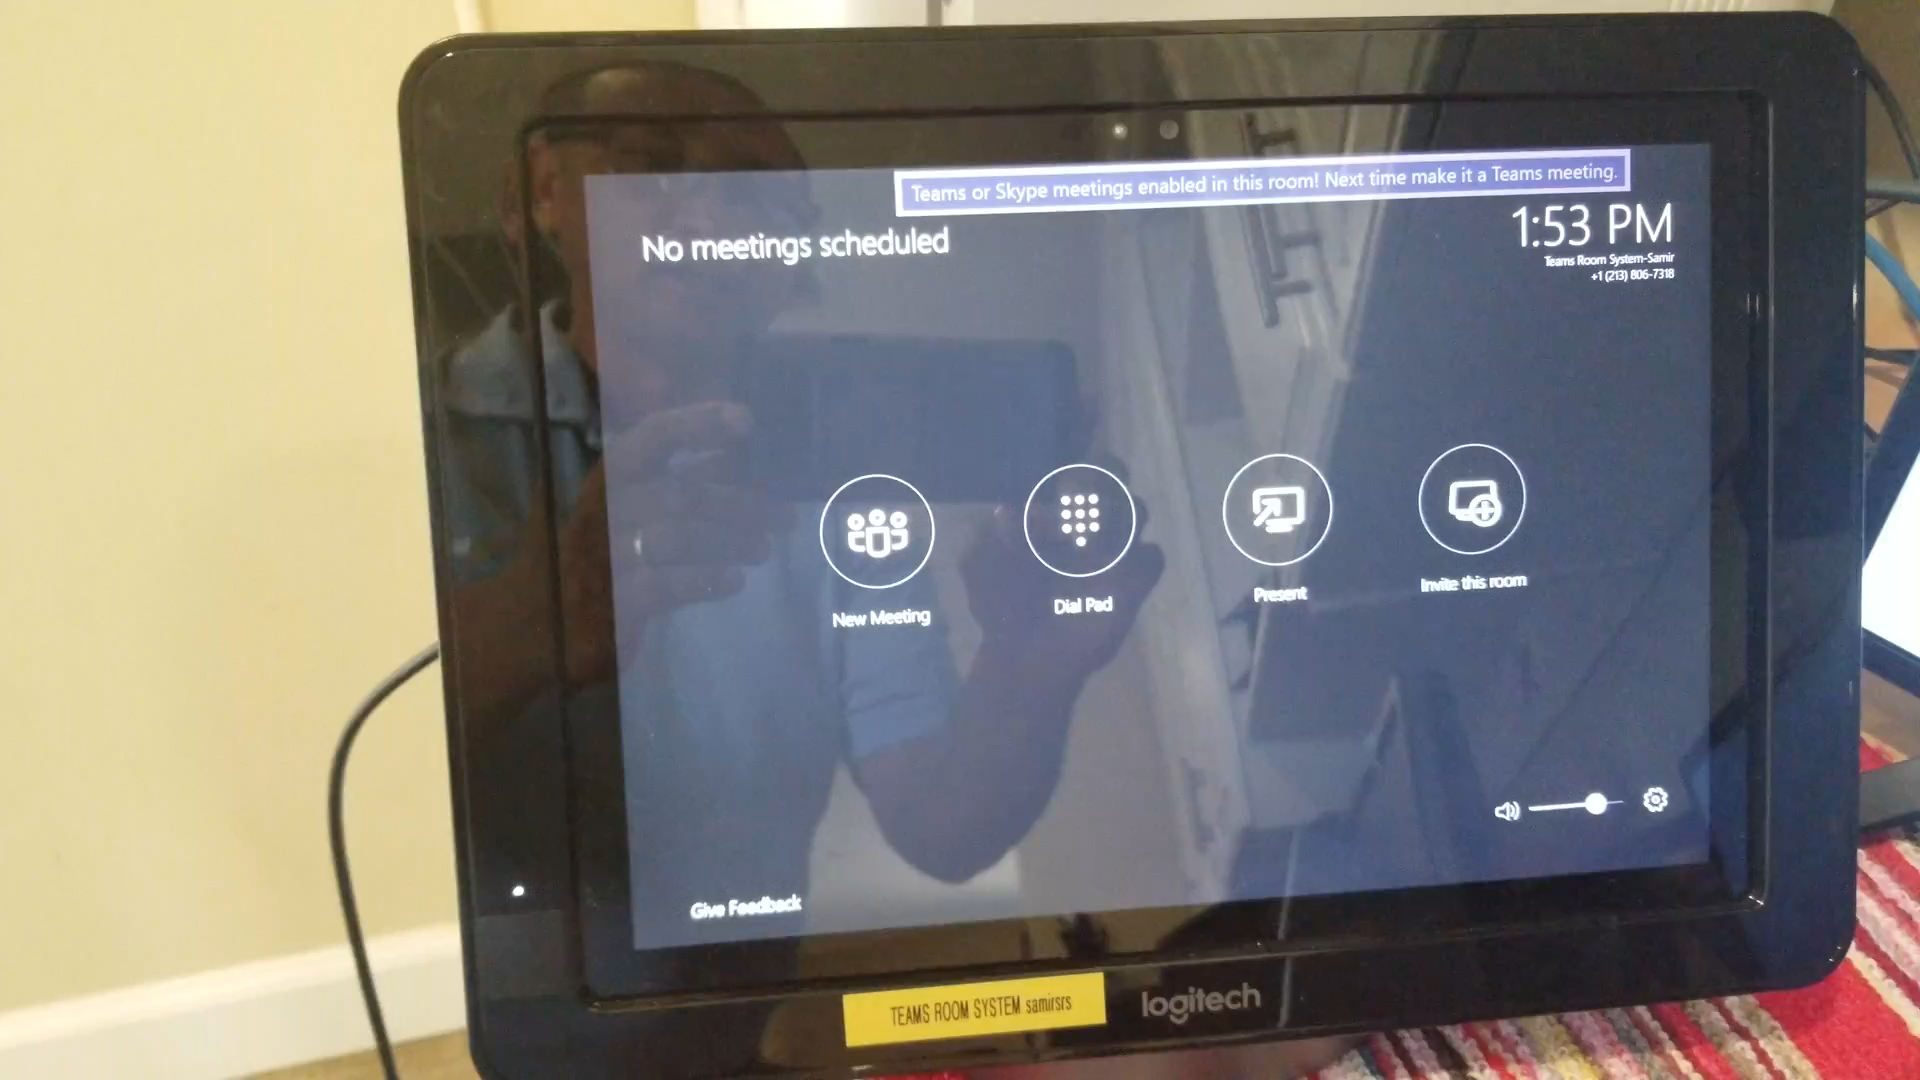 Teams or Skype meetings enabled in this room! Next time make it a Teams meeting.
No meetings scheduled
1:53 PM
Teams Room System-Samir
+1 (213) 806-7318
New Meeting
Dial Pad
Present
Invite this room
Give Feedback
TEAMS ROOM SYSTEM samirsrs
logitech